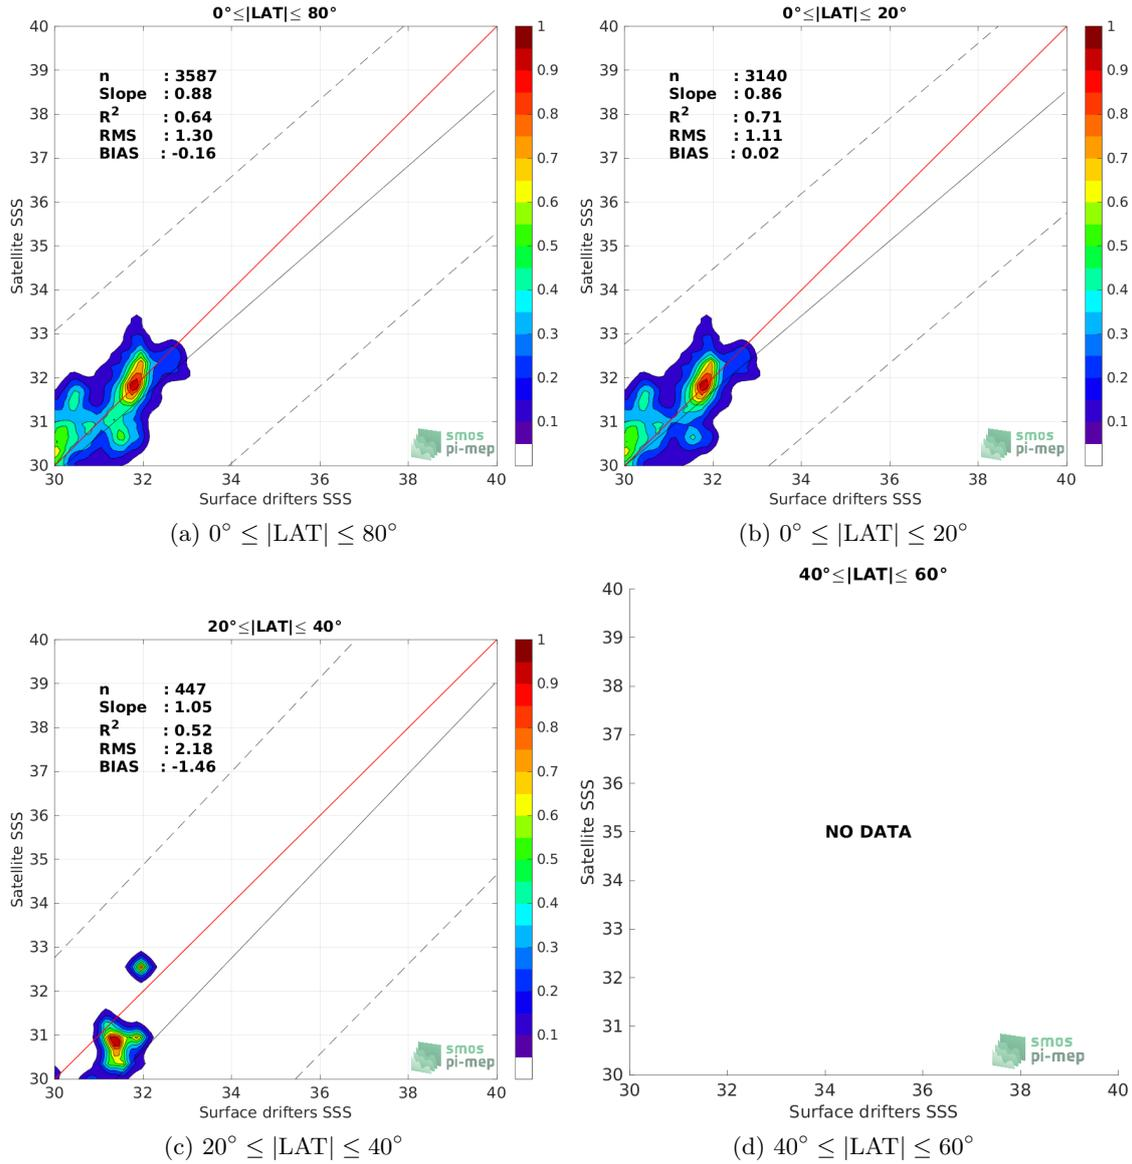 0°≤|LAT|≤ 80°
40
39
38
37
36
35
34
33
32
31
30
Satellite SSS
n : 3587
Slope : 0.88
R² : 0.64
RMS : 1.30
BIAS : -0.16
smos
pi-mep
30 32 34 36 38 40
Surface drifters SSS
1
0.9
0.8
0.7
0.6
0.5
0.4
0.3
0.2
0.1
(a) 0° ≤ |LAT| ≤ 80°
0°≤|LAT|≤ 20°
40
39
38
37
36
35
34
33
32
31
30
Satellite SSS
n : 3140
Slope : 0.86
R² : 0.71
RMS : 1.11
BIAS : 0.02
smos
pi-mep
30 32 34 36 38 40
Surface drifters SSS
1
0.9
0.8
0.7
0.6
0.5
0.4
0.3
0.2
0.1
(b) 0° ≤ |LAT| ≤ 20°
20°≤|LAT|≤ 40°
40
39
38
37
36
35
34
33
32
31
30
Satellite SSS
n : 447
Slope : 1.05
R² : 0.52
RMS : 2.18
BIAS : -1.46
smos
pi-mep
30 32 34 36 38 40
Surface drifters SSS
1
0.9
0.8
0.7
0.6
0.5
0.4
0.3
0.2
0.1
(c) 20° ≤ |LAT| ≤ 40°
40°≤|LAT|≤ 60°
40
39
38
37
36
35
34
33
32
31
30
Satellite SSS
NO DATA
smos
pi-mep
30 32 34 36 38 40
Surface drifters SSS
(d) 40° ≤ |LAT| ≤ 60°